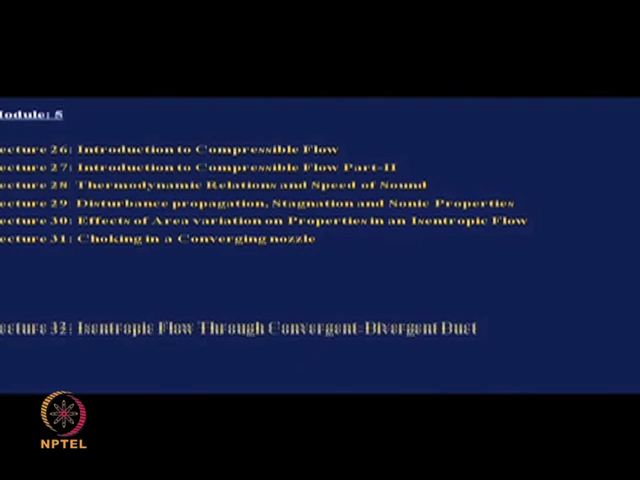 odule: 5
ecture 26: Introduction to Compressible Flow
ecture 27: Introduction to Compressible Flow Part-II
ecture 28 Thermodynamic Relations and Speed of Sound
ecture 29 Disturbance propagation, Stagnation and Sonic Properties
ecture 30: Effects of Area variation on Properties in an Isentropic Flow
ecture 31: Choking in a Converging nozzle
ecture 32: Isentropic Flow Through Convergent-Divergent Duct
NPTEL